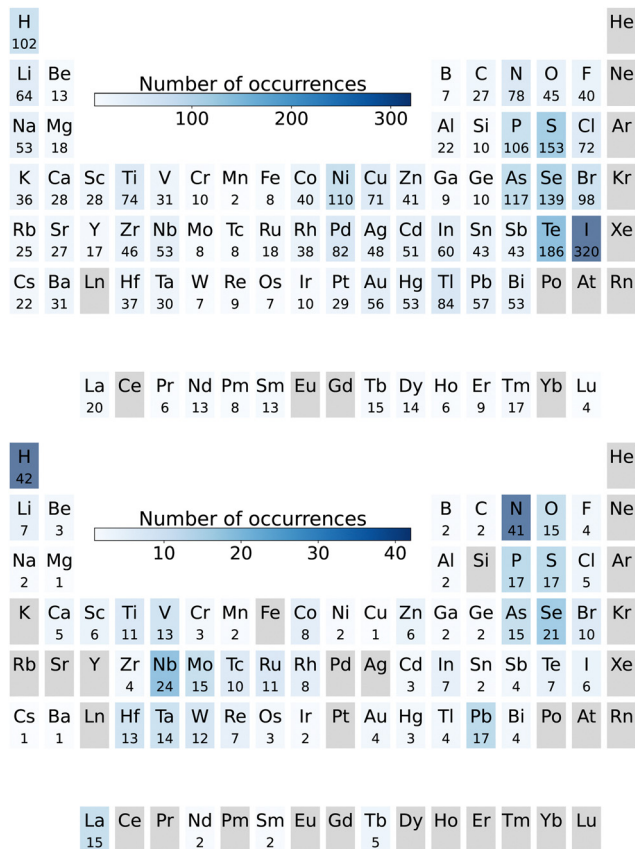 H He
102
Li Be Number of occurrences B C N O F Ne
64 13 7 27 78 45 40
100 200 300
Na Mg Al Si P S Cl Ar
53 18 22 10 106 153 72
K Ca Sc Ti V Cr Mn Fe Co Ni Cu Zn Ga Ge As Se Br Kr
36 28 28 74 31 10 2 8 40 110 71 41 9 10 117 139 98
Rb Sr Y Zr Nb Mo Tc Ru Rh Pd Ag Cd In Sn Sb Te I Xe
25 27 17 46 53 8 8 18 38 82 48 51 60 43 43 186 320
Cs Ba Ln Hf Ta W Re Os Ir Pt Au Hg Tl Pb Bi Po At Rn
22 31 37 30 7 9 7 10 29 56 53 84 57 53
La Ce Pr Nd Pm Sm Eu Gd Tb Dy Ho Er Tm Yb Lu
20 6 13 8 13 15 14 6 9 17 4
H He
42
Li Be Number of occurrences B C N O F Ne
7 3 2 2 41 15 4
10 20 30 40
Na Mg Al Si P S Cl Ar
2 1 2 17 17 5
K Ca Sc Ti V Cr Mn Fe Co Ni Cu Zn Ga Ge As Se Br Kr
5 6 11 13 3 2 8 2 1 6 2 2 15 21 10
Rb Sr Y Zr Nb Mo Tc Ru Rh Pd Ag Cd In Sn Sb Te I Xe
4 24 15 10 11 8 3 7 2 4 7 6
Cs Ba Ln Hf Ta W Re Os Ir Pt Au Hg Tl Pb Bi Po At Rn
1 1 13 14 12 7 3 2 4 3 4 17 4
La Ce Pr Nd Pm Sm Eu Gd Tb Dy Ho Er Tm Yb Lu
15 2 2 5